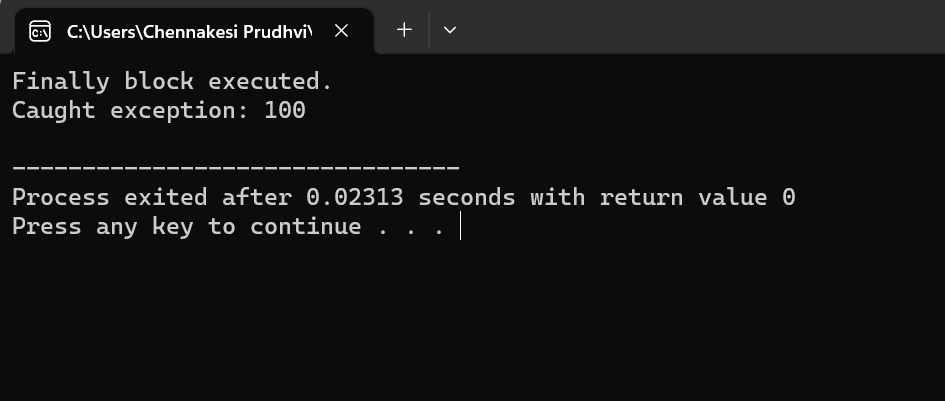 C:\Users\Chennakesi Prudhvi\
Finally block executed.
Caught exception: 100
--------------------------------
Process exited after 0.02313 seconds with return value 0
Press any key to continue . . .